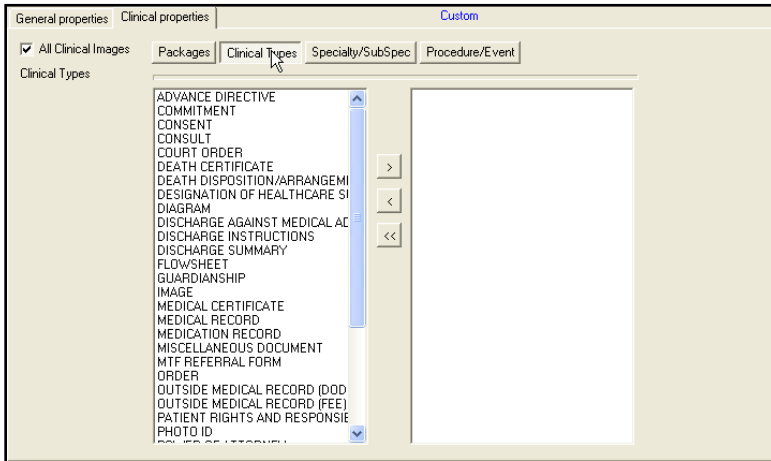 General properties Clinical properties Custom
All Clinical Images Packages Clinical Types Specialty/SubSpec Procedure/Event
Clinical Types
ADVANCE DIRECTIVE
COMMITMENT
CONSENT
CONSULT
COURT ORDER
DEATH CERTIFICATE
DEATH DISPOSITION/ARRANGEMI
DESIGNATION OF HEALTHCARE SI
DIAGRAM
DISCHARGE AGAINST MEDICAL AD
DISCHARGE INSTRUCTIONS
DISCHARGE SUMMARY
FLOWSHEET
GUARDIANSHIP
IMAGE
MEDICAL CERTIFICATE
MEDICAL RECORD
MEDICATION RECORD
MISCELLANEOUS DOCUMENT
MTF REFERRAL FORM
ORDER
OUTSIDE MEDICAL RECORD (DOD
OUTSIDE MEDICAL RECORD (FEE)
PATIENT RIGHTS AND RESPONSIE
PHOTO ID
POWER OF ATTORNEY
>
<
<<